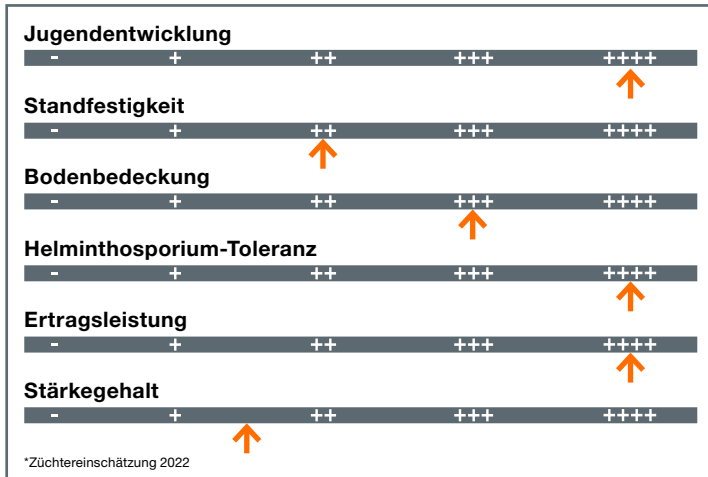 Jugendentwicklung
- + ++ +++ ++++
Standfestigkeit
- + ++ +++ ++++
Bodenbedeckung
- + ++ +++ ++++
Helminthosporium-Toleranz
- + ++ +++ ++++
Ertragsleistung
- + ++ +++ ++++
Stärkegehalt
- + ++ +++ ++++
*Züchtereinschätzung 2022